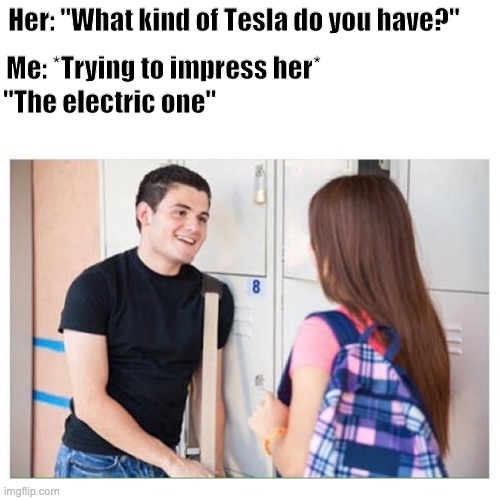 Her: "What kind of Tesla do you have?"
Me: *Trying to impress her*
"The electric one"
8
imgflip.com